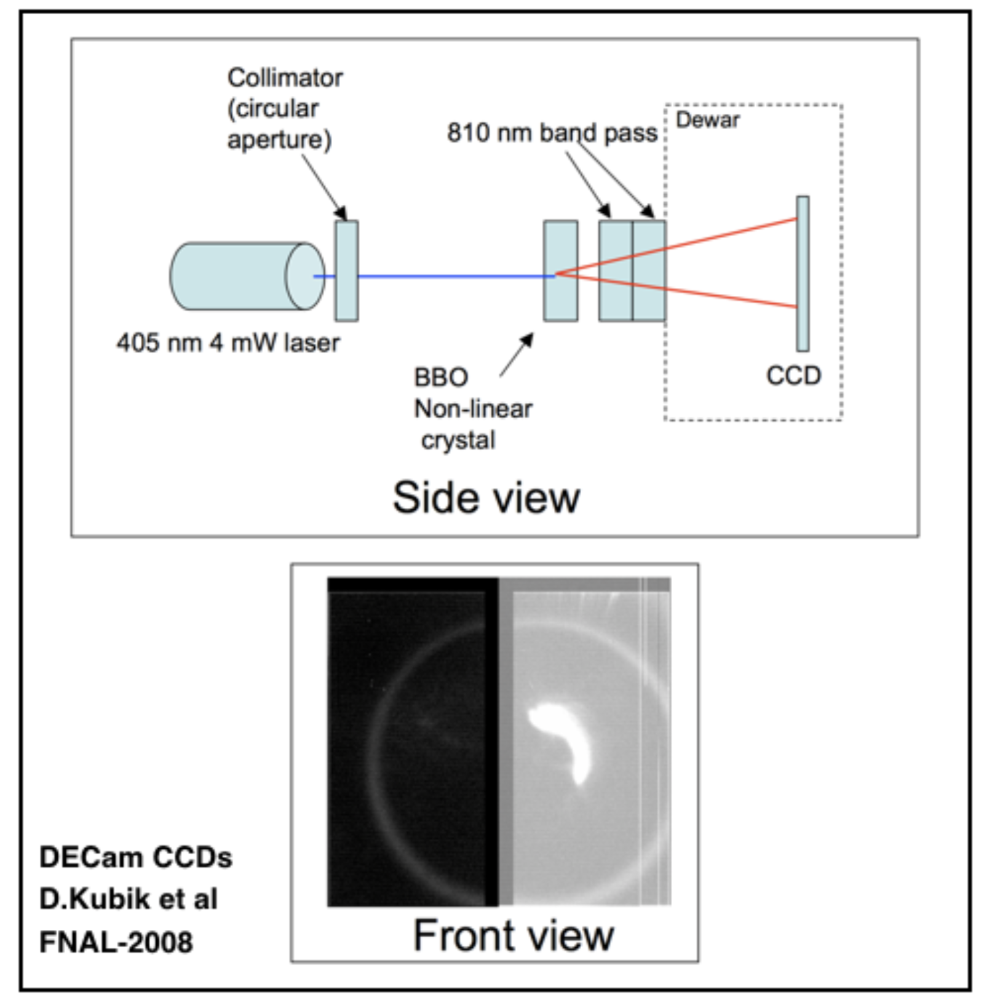 Collimator
(circular
aperture)
810 nm band pass
Dewar
405 nm 4 mW laser
BBO
Non-linear
crystal
CCD
Side view
DECam CCDs
D.Kubik et al
FNAL-2008
Front view